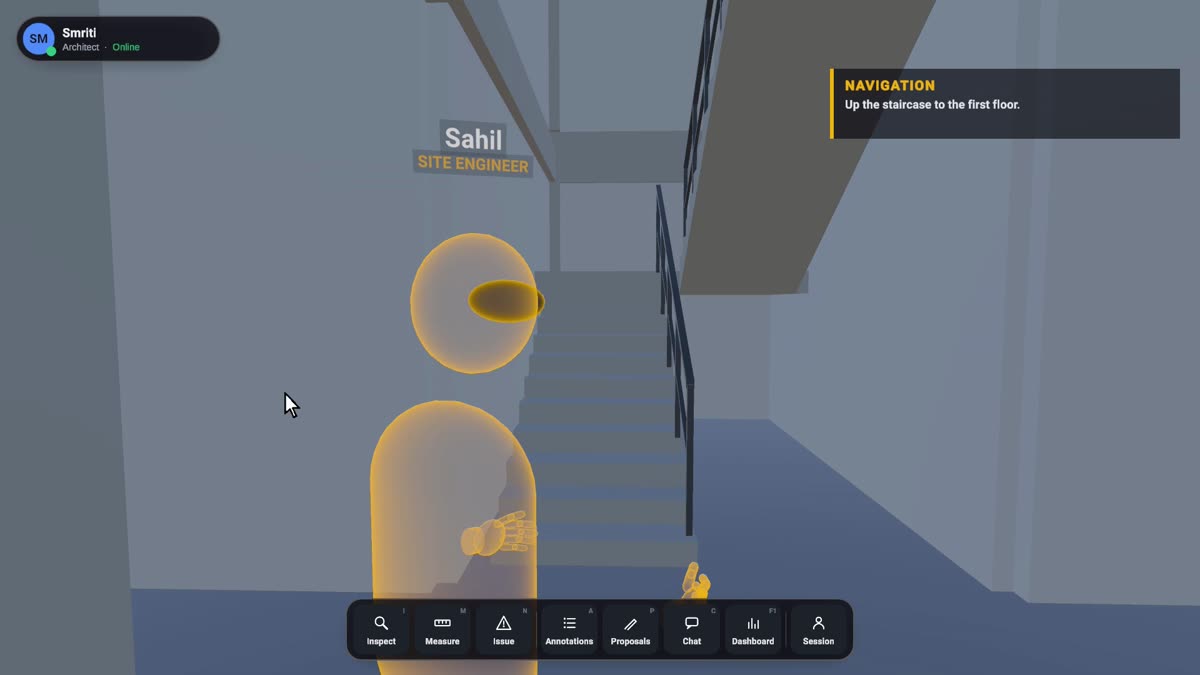 SM
Smriti
Architect · Online
NAVIGATION
Up the staircase to the first floor.
Sahil
SITE ENGINEER
I
M
N
A
P
C
F1
Inspect
Measure
Issue
Annotations
Proposals
Chat
Dashboard
Session